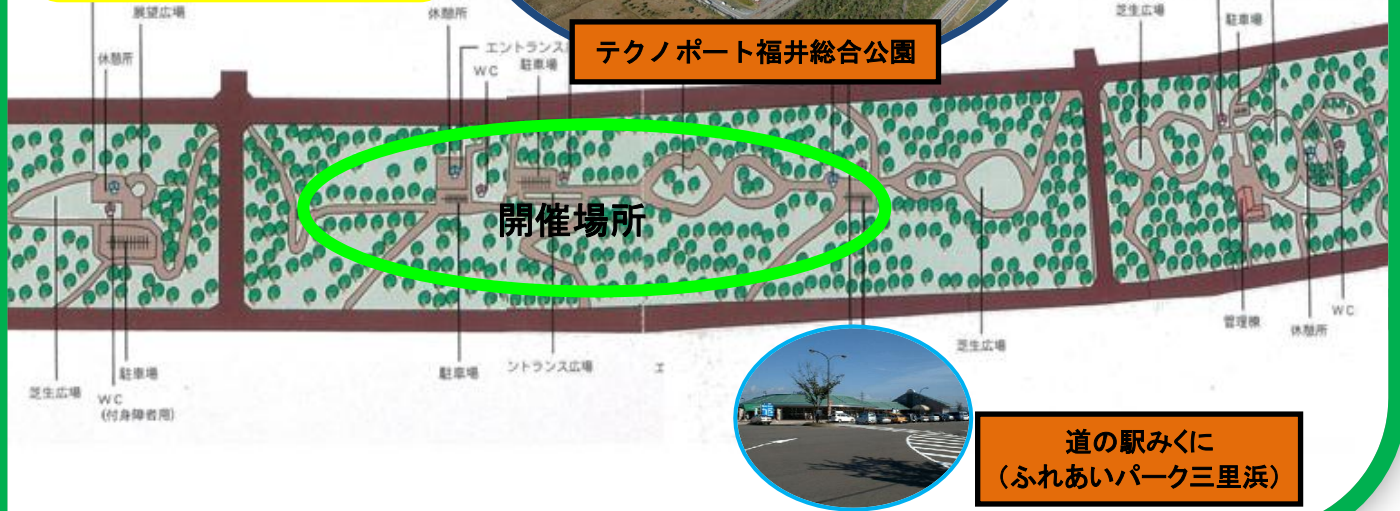 展望広場
休憩所
休憩所
エントランス
WC
駐車場
テクノポート福井総合公園
芝生広場
駐車場
開催場所
芝生広場
駐車場
WC
(付身障者用)
駐車場
ントランス広場
エ
芝生広場
管理棟
休憩所
WC
道の駅みくに
（ふれあいパーク三里浜）